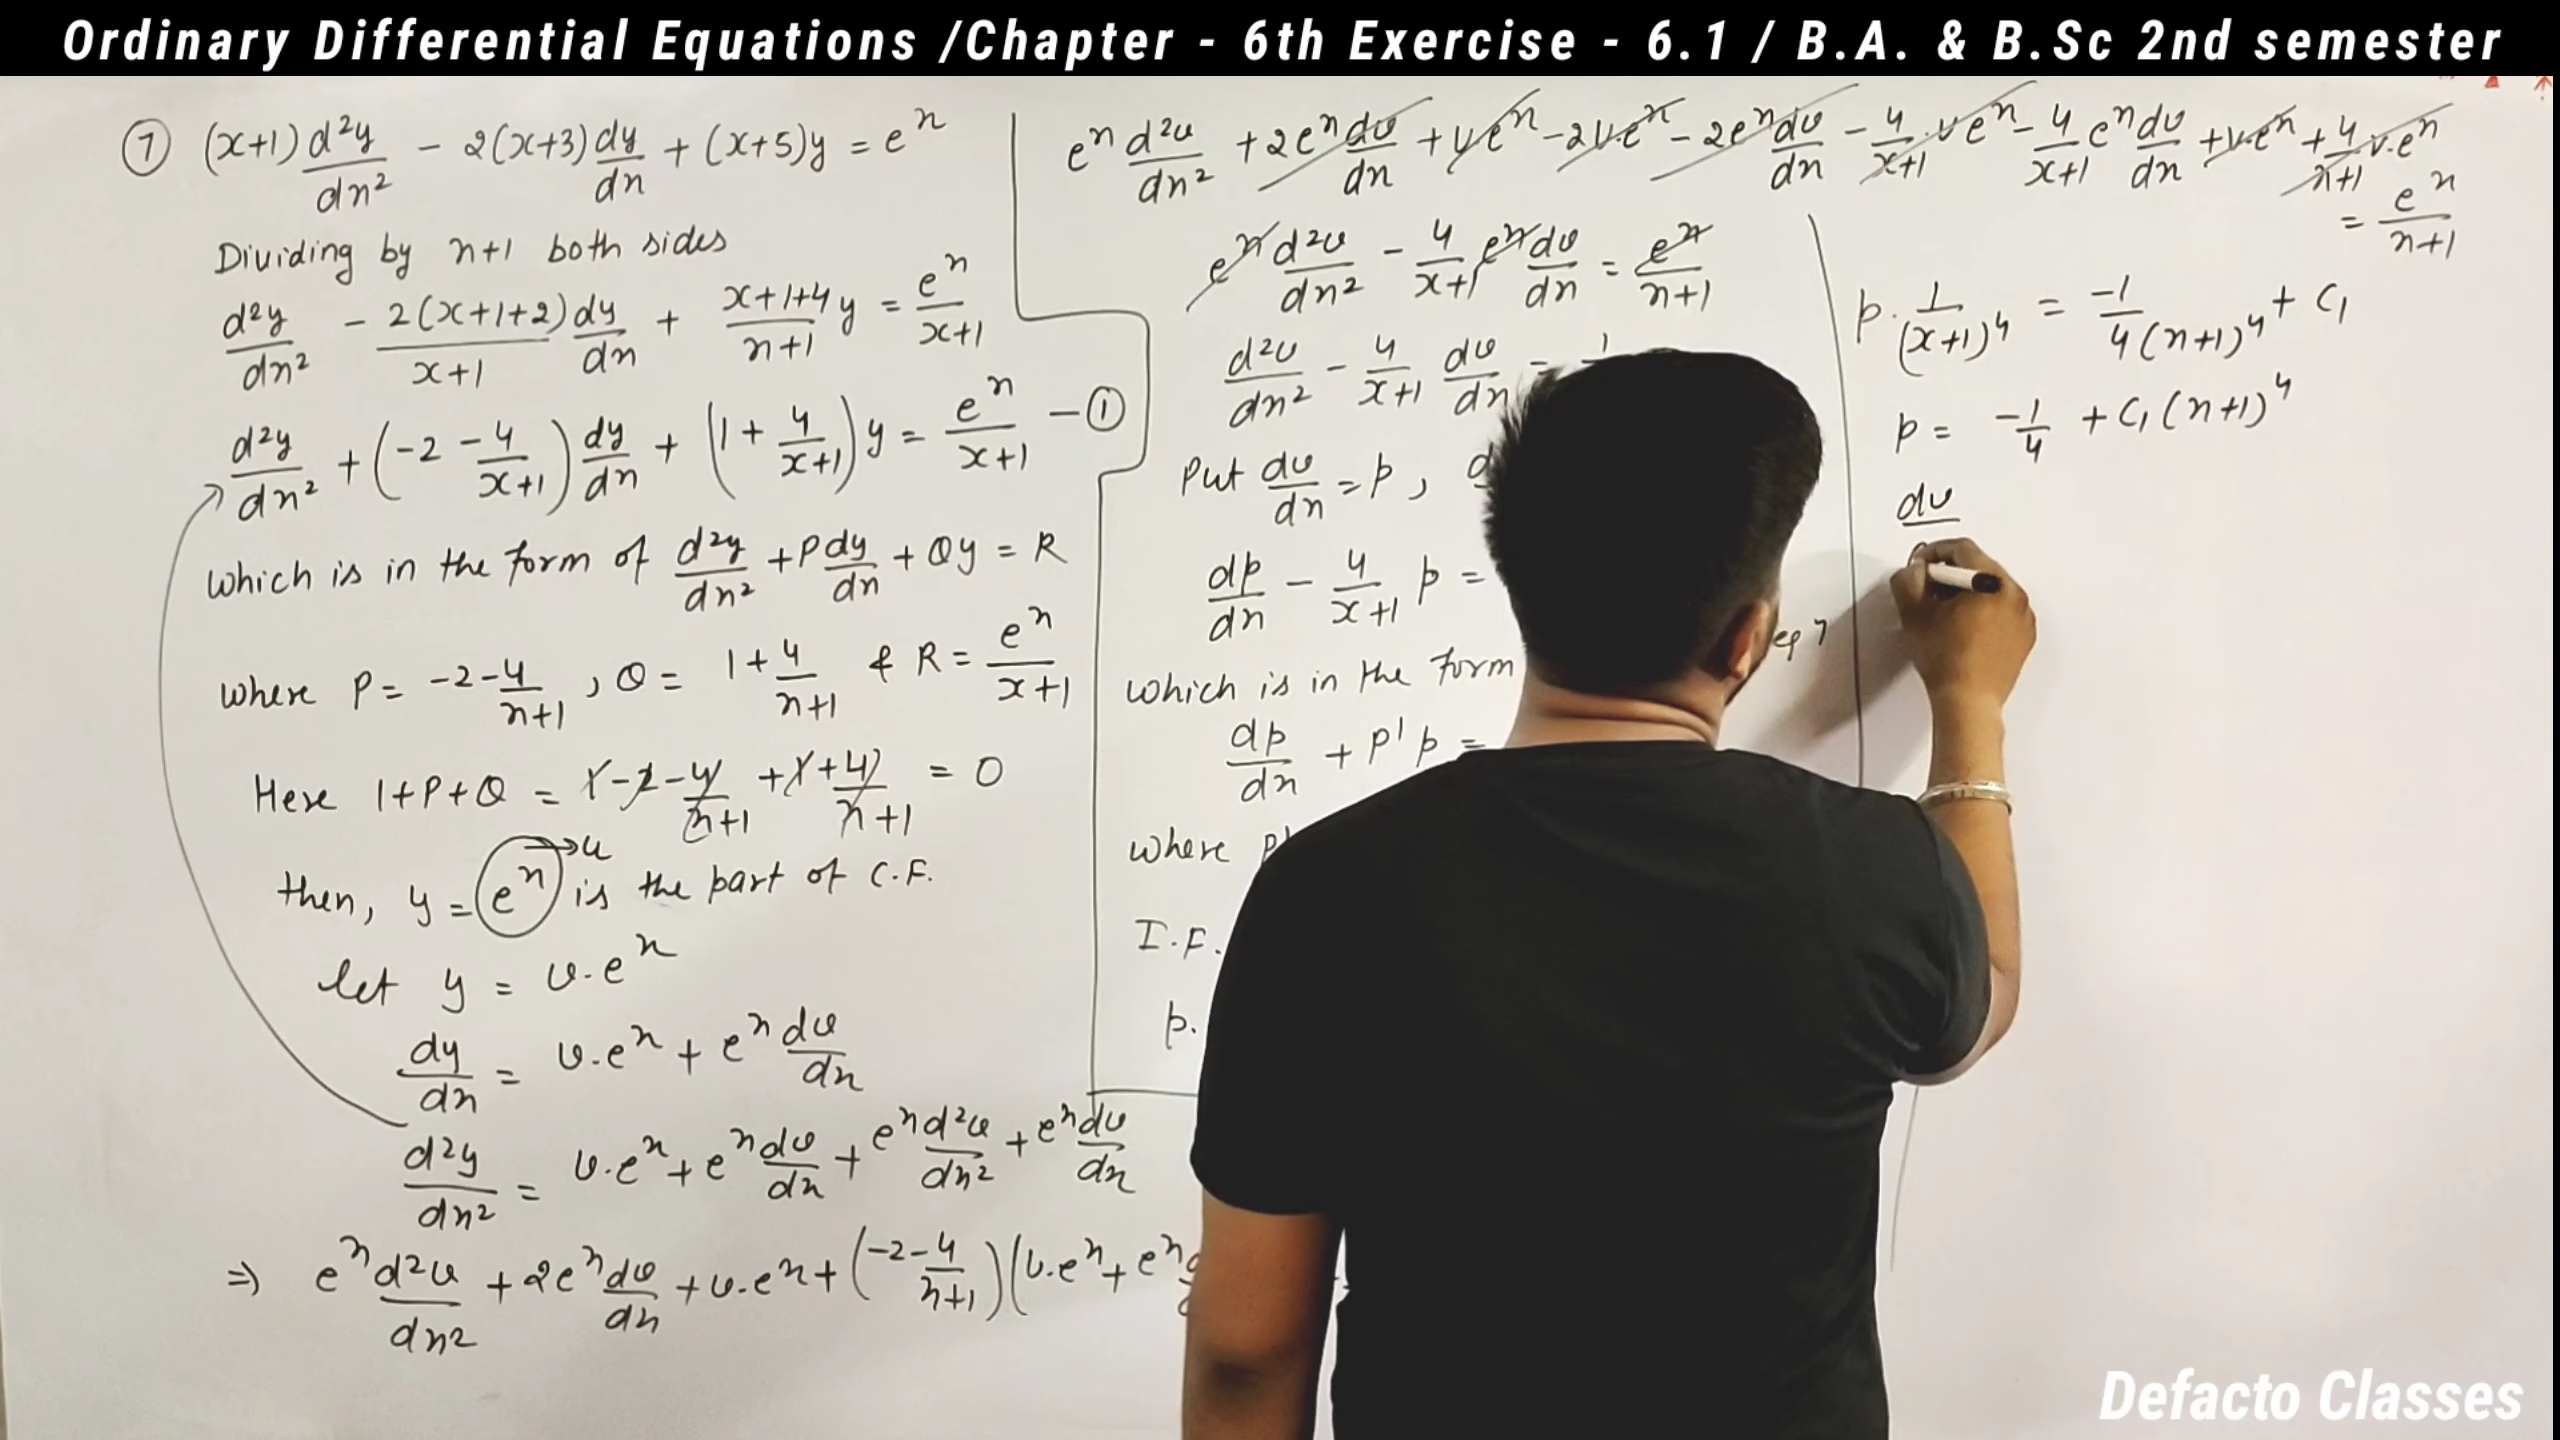 Ordinary Differential Equations /Chapter - 6th Exercise - 6.1 / B.A. & B.Sc 2nd semester
⑦ (x+1) d²y/dx² - 2(x+3) dy/dx + (x+5)y = e^x
Dividing by x+1 both sides
d²y/dx² - 2(x+1+2)/(x+1) dy/dx + (x+1+4)/(x+1) y = e^x/(x+1)
d²y/dx² + (-2 - 4/(x+1)) dy/dx + (1 + 4/(x+1)) y = e^x/(x+1) - ①
which is in the form of d²y/dx² + P dy/dx + Qy = R
where P = -2 - 4/(x+1), Q = 1 + 4/(x+1) & R = e^x/(x+1)
Here 1+P+Q = 1 - 2 - 4/(x+1) + 1 + 4/(x+1) = 0
then, y = e^x → u is the part of C.F.
let y = v.e^x
dy/dx = v.e^x + e^x dv/dx
d²y/dx² = v.e^x + e^x dv/dx + e^x d²v/dx² + e^x dv/dx
⇒ e^x d²v/dx² + 2e^x dv/dx + v.e^x + (-2 - 4/(x+1)) (v.e^x + e^x
e^x d²v/dx² + 2e^x dv/dx + ve^x - 2v.e^x - 2e^x dv/dx - 4/(x+1) ve^x - 4/(x+1) e^x dv/dx + v.e^x + 4/(x+1) v.e^x
= e^x/(x+1)
e^x d²v/dx² - 4/(x+1) e^x dv/dx = e^x/(x+1)
d²v/dx² - 4/(x+1) dv/dx =
Put dv/dx = p,
dp/dx - 4/(x+1) p =
which is in the form
dp/dx + P' p =
where P'
I.F.
p.
p. 1/(x+1)^4 = -1/4(x+1)^4 + C₁
p = -1/4 + C₁(x+1)^4
dv
Defacto Classes